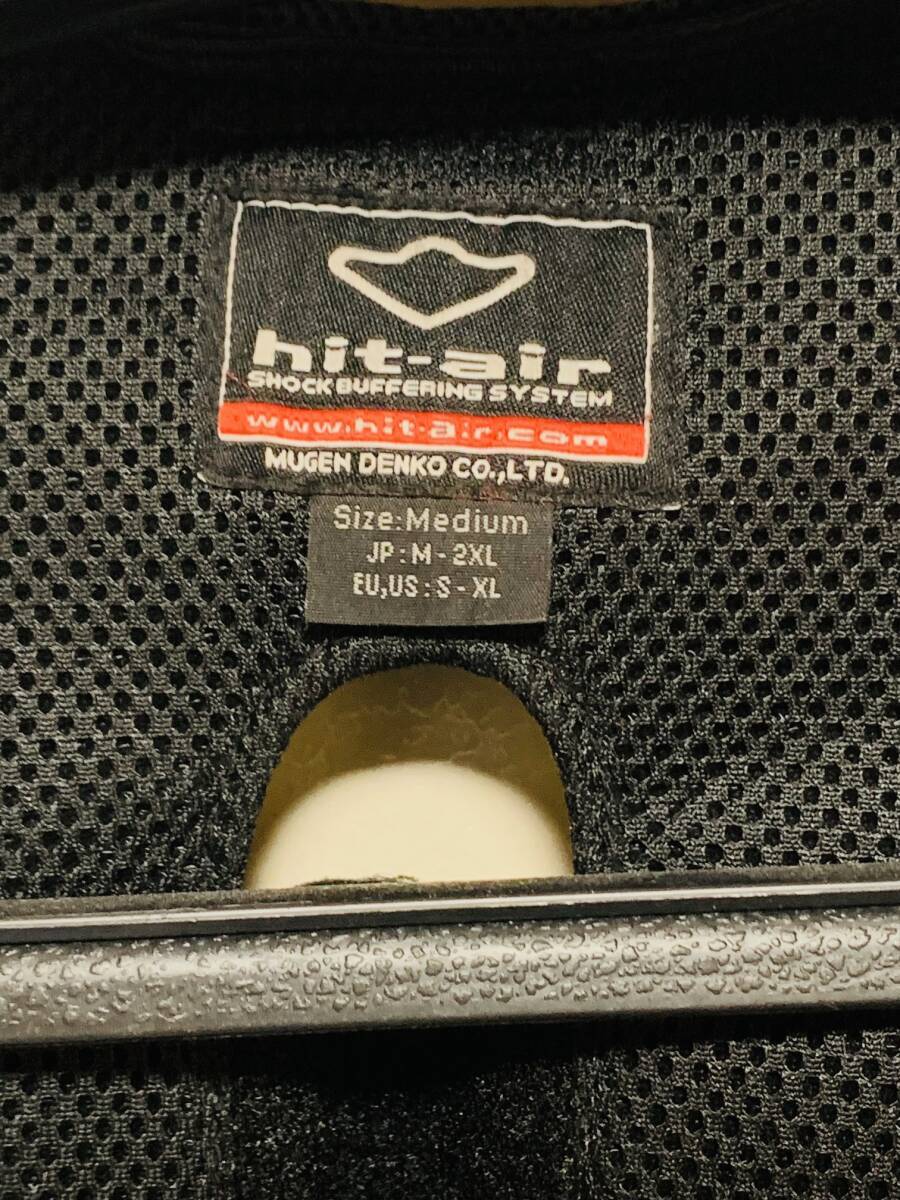 hit-air
SHOCK BUFFERING SYSTEM
www.hit-air.com
MUGEN DENKO CO.,LTD.
Size:Medium
JP:M-2XL
EU,US:S-XL